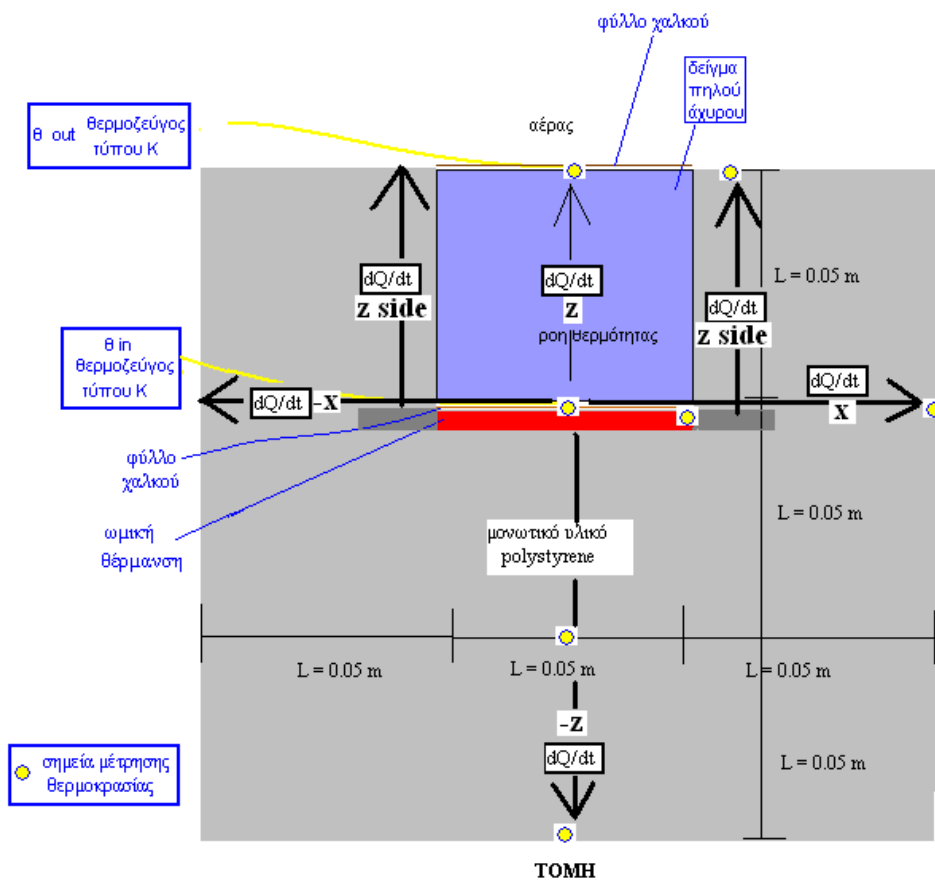 φύλλο χαλκού
δείγμα
πηλού
άχυρου
αέρας
θ out θερμοζεύγος
τύπου Κ
dQ/dt
z side
dQ/dt
z
dQ/dt
z side
L = 0.05 m
ροή θερμότητας
θ in
θερμοζεύγος
τύπου Κ
dQ/dt -x
dQ/dt
x
φύλλο
χαλκού
ωμική
θέρμανση
μονωτικό υλικό
polystyrene
L = 0.05 m
L = 0.05 m
L = 0.05 m
L = 0.05 m
-z
dQ/dt
L = 0.05 m
σημεία μέτρησης
θερμοκρασίας
ΤΟΜΗ